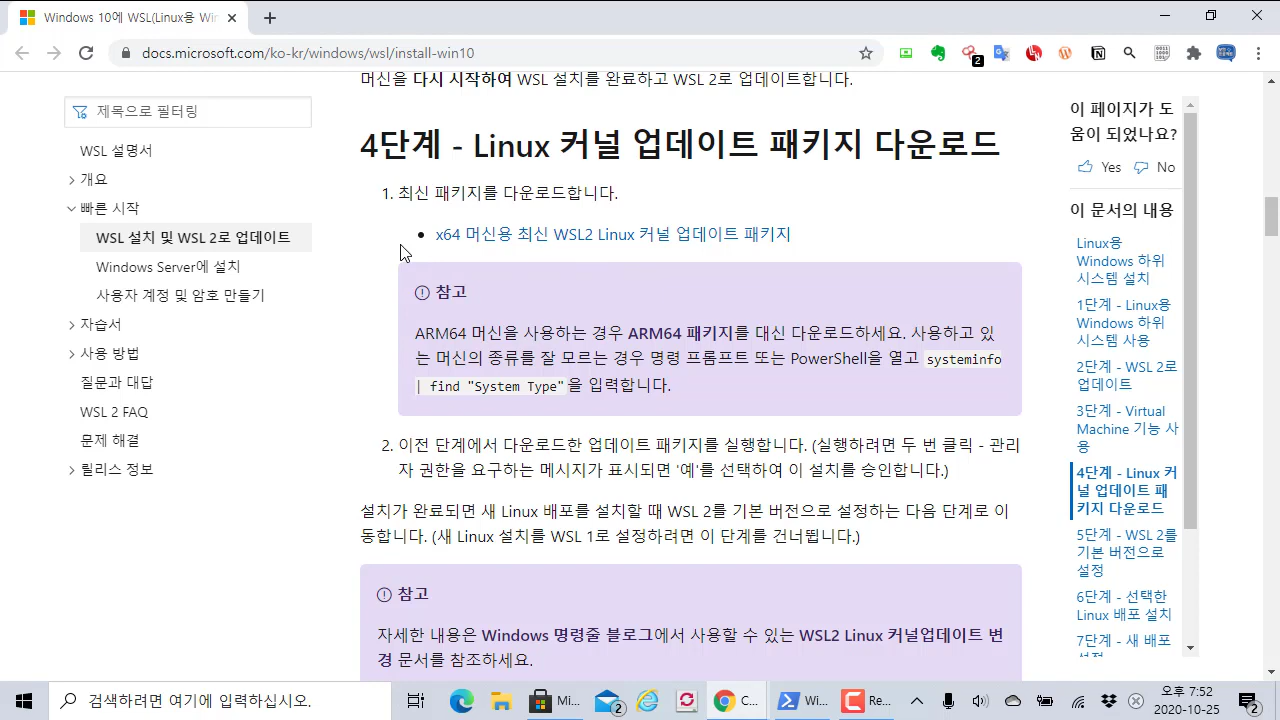 Windows 10에 WSL(Linux용 Win
docs.microsoft.com/ko-kr/windows/wsl/install-win10
2
제목으로 필터링
WSL 설명서
개요
빠른 시작
WSL 설치 및 WSL 2로 업데이트
Windows Server에 설치
사용자 계정 및 암호 만들기
자습서
사용 방법
질문과 대답
WSL 2 FAQ
문제 해결
릴리스 정보
머신을 다시 시작하여 WSL 설치를 완료하고 WSL 2로 업데이트합니다.
4단계 - Linux 커널 업데이트 패키지 다운로드
1. 최신 패키지를 다운로드합니다.
• x64 머신용 최신 WSL2 Linux 커널 업데이트 패키지
참고
ARM64 머신을 사용하는 경우 ARM64 패키지를 대신 다운로드하세요. 사용하고 있
는 머신의 종류를 잘 모르는 경우 명령 프롬프트 또는 PowerShell을 열고 systeminfo
| find "System Type"을 입력합니다.
2. 이전 단계에서 다운로드한 업데이트 패키지를 실행합니다. (실행하려면 두 번 클릭 - 관리
자 권한을 요구하는 메시지가 표시되면 '예'를 선택하여 이 설치를 승인합니다.)
설치가 완료되면 새 Linux 배포를 설치할 때 WSL 2를 기본 버전으로 설정하는 다음 단계로 이
동합니다. (새 Linux 설치를 WSL 1로 설정하려면 이 단계를 건너뜁니다.)
참고
자세한 내용은 Windows 명령줄 블로그에서 사용할 수 있는 WSL2 Linux 커널업데이트 변
경 문서를 참조하세요.
이 페이지가 도
움이 되었나요?
Yes No
이 문서의 내용
Linux용
Windows 하위
시스템 설치
1단계 - Linux용
Windows 하위
시스템 사용
2단계 - WSL 2로
업데이트
3단계 - Virtual
Machine 기능 사
용
4단계 - Linux 커
널 업데이트 패
키지 다운로드
5단계 - WSL 2를
기본 버전으로
설정
6단계 - 선택한
Linux 배포 설치
7단계 - 새 배포
설정
검색하려면 여기에 입력하십시오.
Mi...
2
C...
Wi...
Re...
오후 7:52
2020-10-25
2